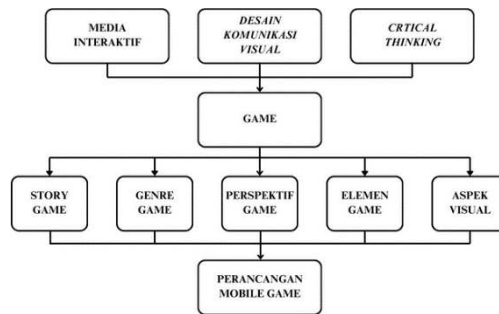 MEDIA
INTERAKTIF
DESAIN
KOMUNIKASI
VISUAL
CRTICAL
THINKING
GAME
STORY
GAME
GENRE
GAME
PERSPEKTIF
GAME
ELEMEN
GAME
ASPEK
VISUAL
PERANCANGAN
MOBILE GAME